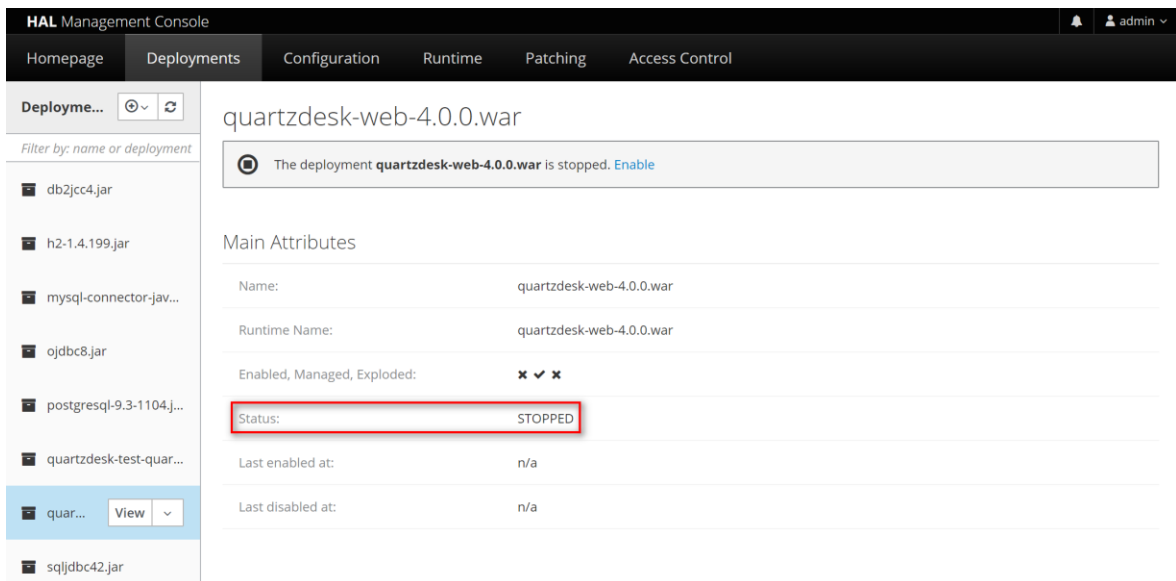 HAL Management Console
admin
Homepage Deployments Configuration Runtime Patching Access Control
Deployme...
Filter by: name or deployment
db2jcc4.jar
h2-1.4.199.jar
mysql-connector-jav...
ojdbc8.jar
postgresql-9.3-1104.j...
quartzdesk-test-quar...
quar... View
sqljdbc42.jar
quartzdesk-web-4.0.0.war
The deployment quartzdesk-web-4.0.0.war is stopped. Enable
Main Attributes
Name: quartzdesk-web-4.0.0.war
Runtime Name: quartzdesk-web-4.0.0.war
Enabled, Managed, Exploded:
Status: STOPPED
Last enabled at: n/a
Last disabled at: n/a